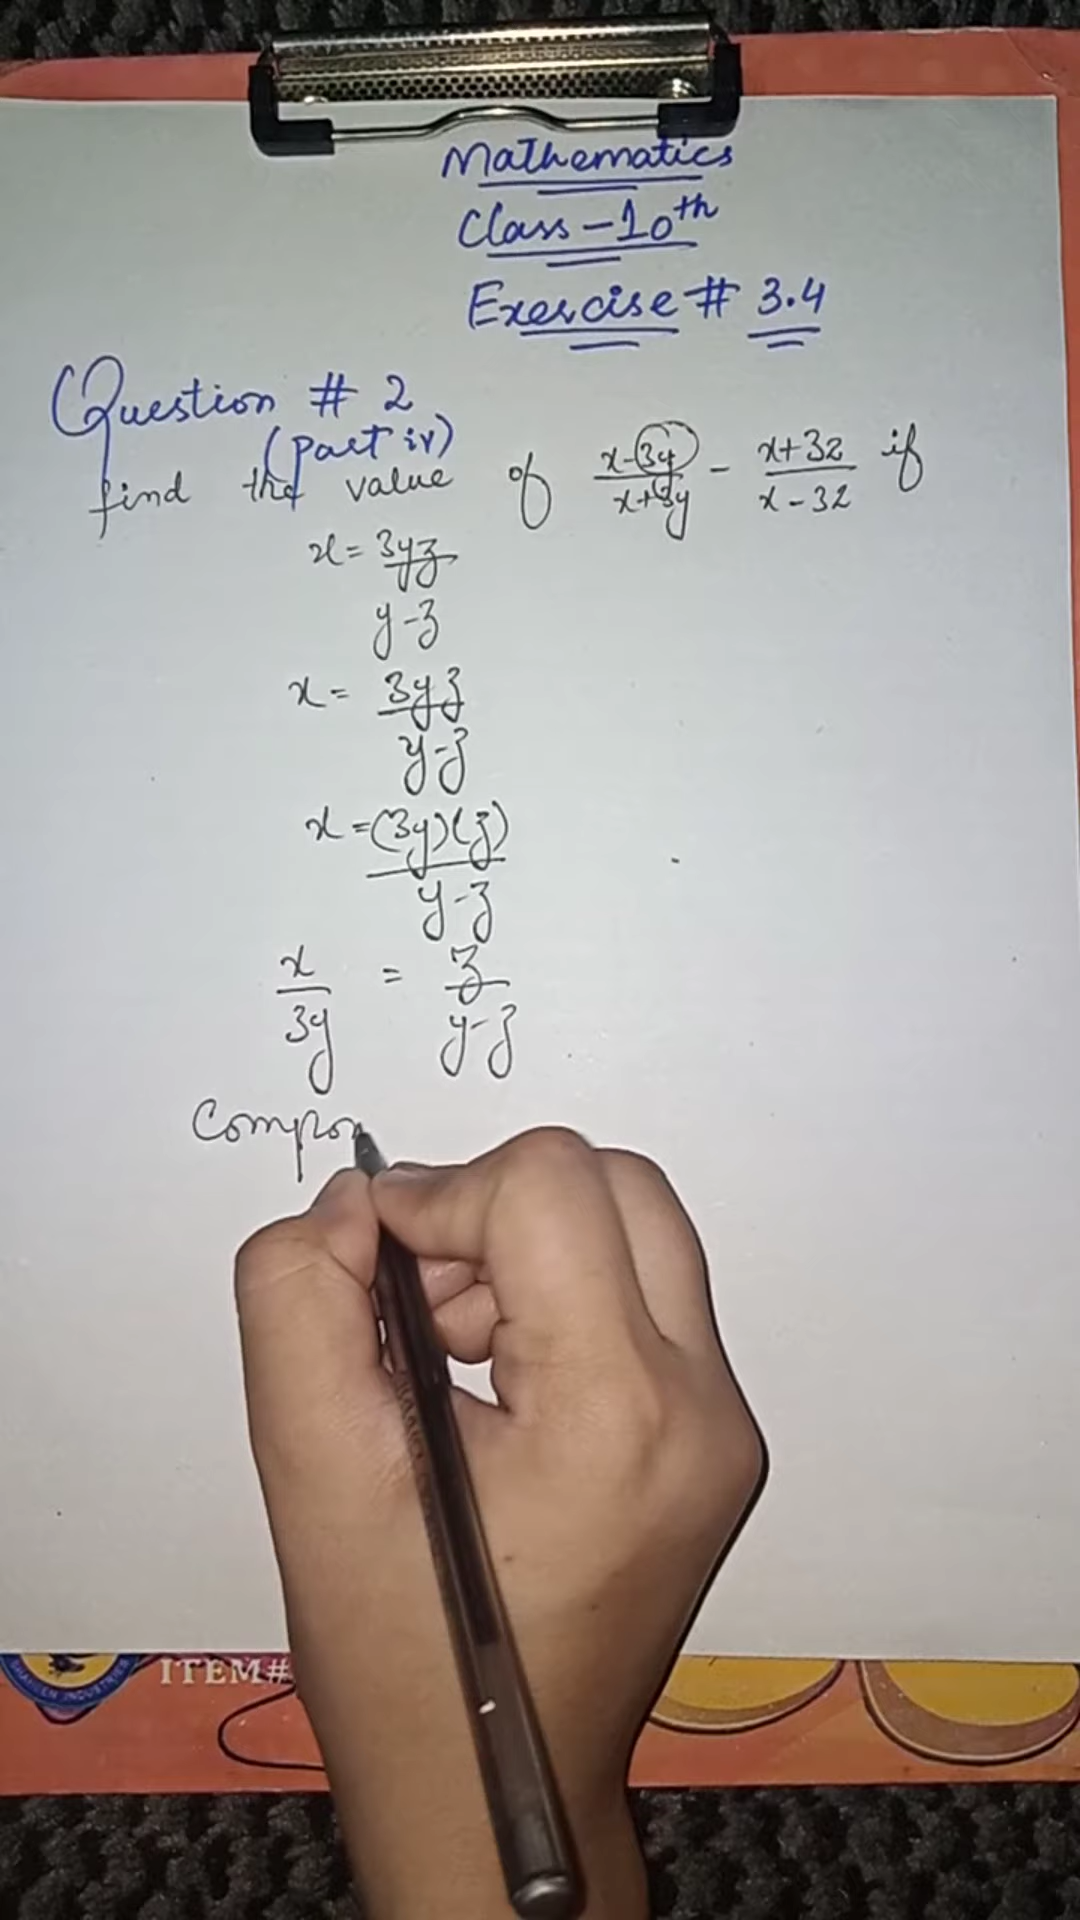 Mathematics
Class-10th
Exercise # 3.4
Question # 2
(Part iv)
find the value of x-3y/x+3y - x+3z/x-3z if
x = 3yz/y-z
x = 3yz/y-z
x = (3y)(z)/y-z
x/3y = z/y-z
Compon
ITEM#